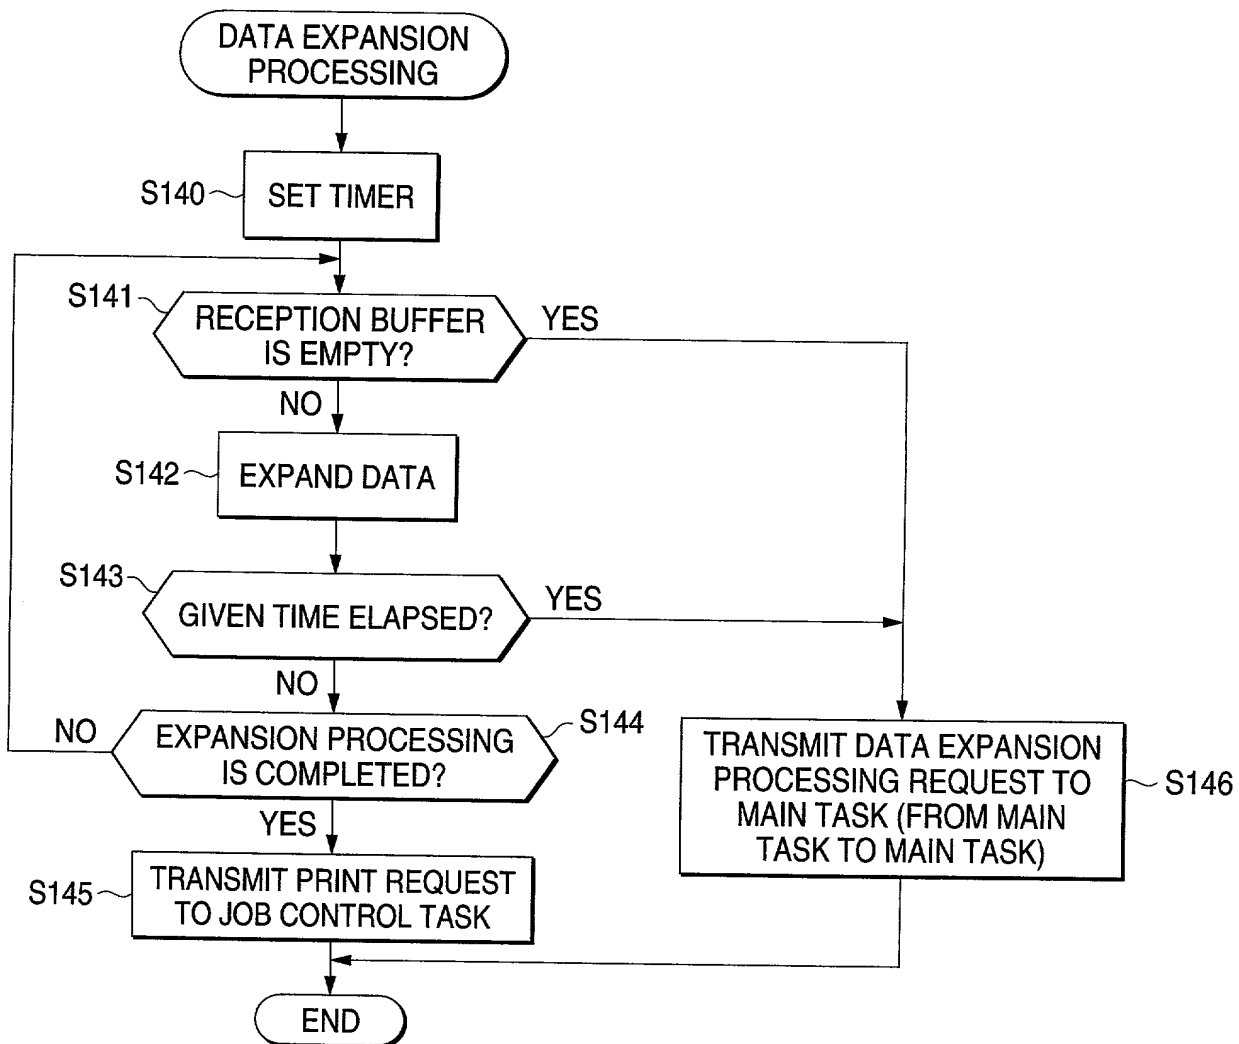 DATA EXPANSION
PROCESSING
S140
SET TIMER
S141
RECEPTION BUFFER
IS EMPTY?
YES
NO
S142
EXPAND DATA
S143
GIVEN TIME ELAPSED?
YES
NO
NO
EXPANSION PROCESSING
IS COMPLETED?
S144
YES
TRANSMIT DATA EXPANSION
PROCESSING REQUEST TO
MAIN TASK (FROM MAIN
TASK TO MAIN TASK)
S146
S145
TRANSMIT PRINT REQUEST
TO JOB CONTROL TASK
END